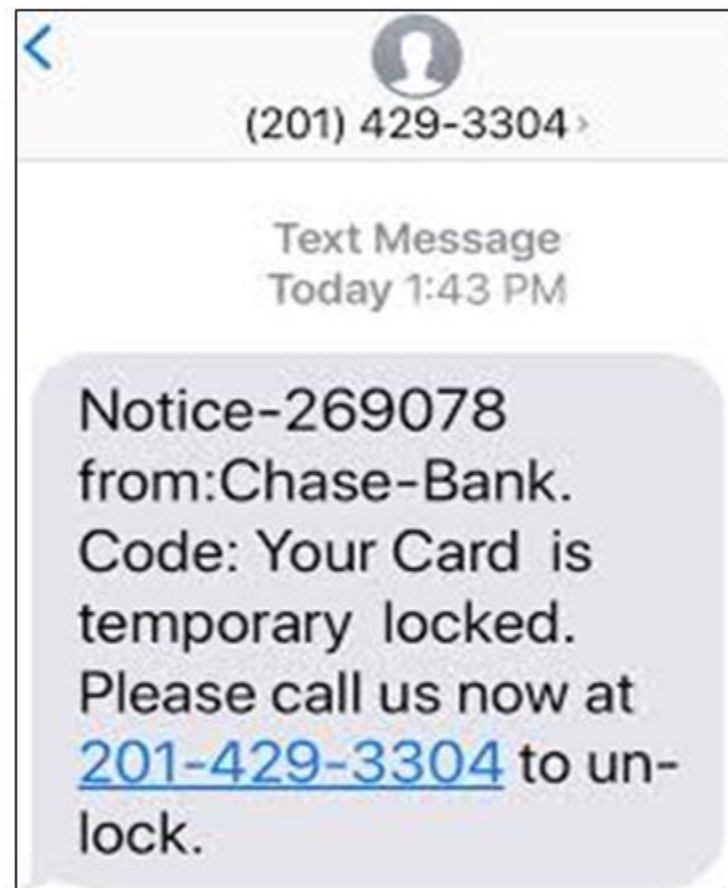 (201) 429-3304
Text Message
Today 1:43 PM
Notice-269078
from:Chase-Bank.
Code: Your Card is
temporary locked.
Please call us now at
201-429-3304 to un-
lock.